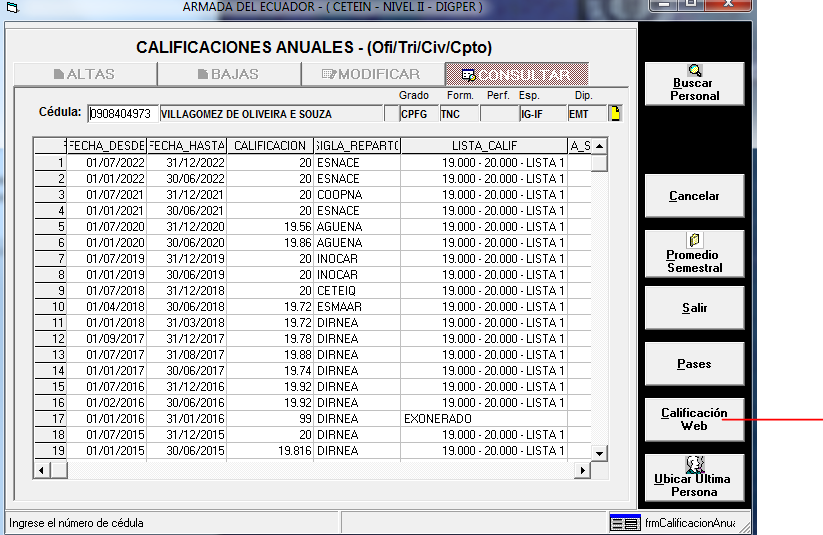 ARMADA DEL ECUADOR - ( CETEIN - NIVEL II - DIGPER )
CALIFICACIONES ANUALES - (Ofi/Tri/Civ/Cpto)
ALTAS BAJAS MODIFICAR CONSULTAR
Grado Form. Perf. Esp. Dip.
Cédula: 0908404973 VILLAGOMEZ DE OLIVEIRA E SOUZA CPFG TNC IG-IF EMT
FECHA_DESDE FECHA_HASTA CALIFICACION SIGLA_REPARTO LISTA_CALIF A_S
1 01/07/2022 31/12/2022 20 ESNACE 19.000 - 20.000 - LISTA 1
2 01/01/2022 30/06/2022 20 ESNACE 19.000 - 20.000 - LISTA 1
3 01/07/2021 31/12/2021 20 COOPNA 19.000 - 20.000 - LISTA 1
4 01/01/2021 30/06/2021 20 ESNACE 19.000 - 20.000 - LISTA 1
5 01/07/2020 31/12/2020 19.56 AGUENA 19.000 - 20.000 - LISTA 1
6 01/01/2020 30/06/2020 19.86 AGUENA 19.000 - 20.000 - LISTA 1
7 01/07/2019 31/12/2019 20 INOCAR 19.000 - 20.000 - LISTA 1
8 01/01/2019 30/06/2019 20 INOCAR 19.000 - 20.000 - LISTA 1
9 01/07/2018 31/12/2018 20 CETEIQ 19.000 - 20.000 - LISTA 1
10 01/04/2018 30/06/2018 19.72 ESMAAR 19.000 - 20.000 - LISTA 1
11 01/01/2018 31/03/2018 19.72 DIRNEA 19.000 - 20.000 - LISTA 1
12 01/09/2017 31/12/2017 19.78 DIRNEA 19.000 - 20.000 - LISTA 1
13 01/07/2017 31/08/2017 19.88 DIRNEA 19.000 - 20.000 - LISTA 1
14 01/01/2017 30/06/2017 19.74 DIRNEA 19.000 - 20.000 - LISTA 1
15 01/07/2016 31/12/2016 19.92 DIRNEA 19.000 - 20.000 - LISTA 1
16 01/02/2016 30/06/2016 19.92 DIRNEA 19.000 - 20.000 - LISTA 1
17 01/01/2016 31/01/2016 99 DIRNEA EXONERADO
18 01/07/2015 31/12/2015 20 DIRNEA 19.000 - 20.000 - LISTA 1
19 01/01/2015 30/06/2015 19.816 DIRNEA 19.000 - 20.000 - LISTA 1
Buscar
Personal
Cancelar
Promedio
Semestral
Salir
Pases
Calificación
Web
Ubicar Última
Persona
Ingrese el número de cédula
frmCalificacionAnua